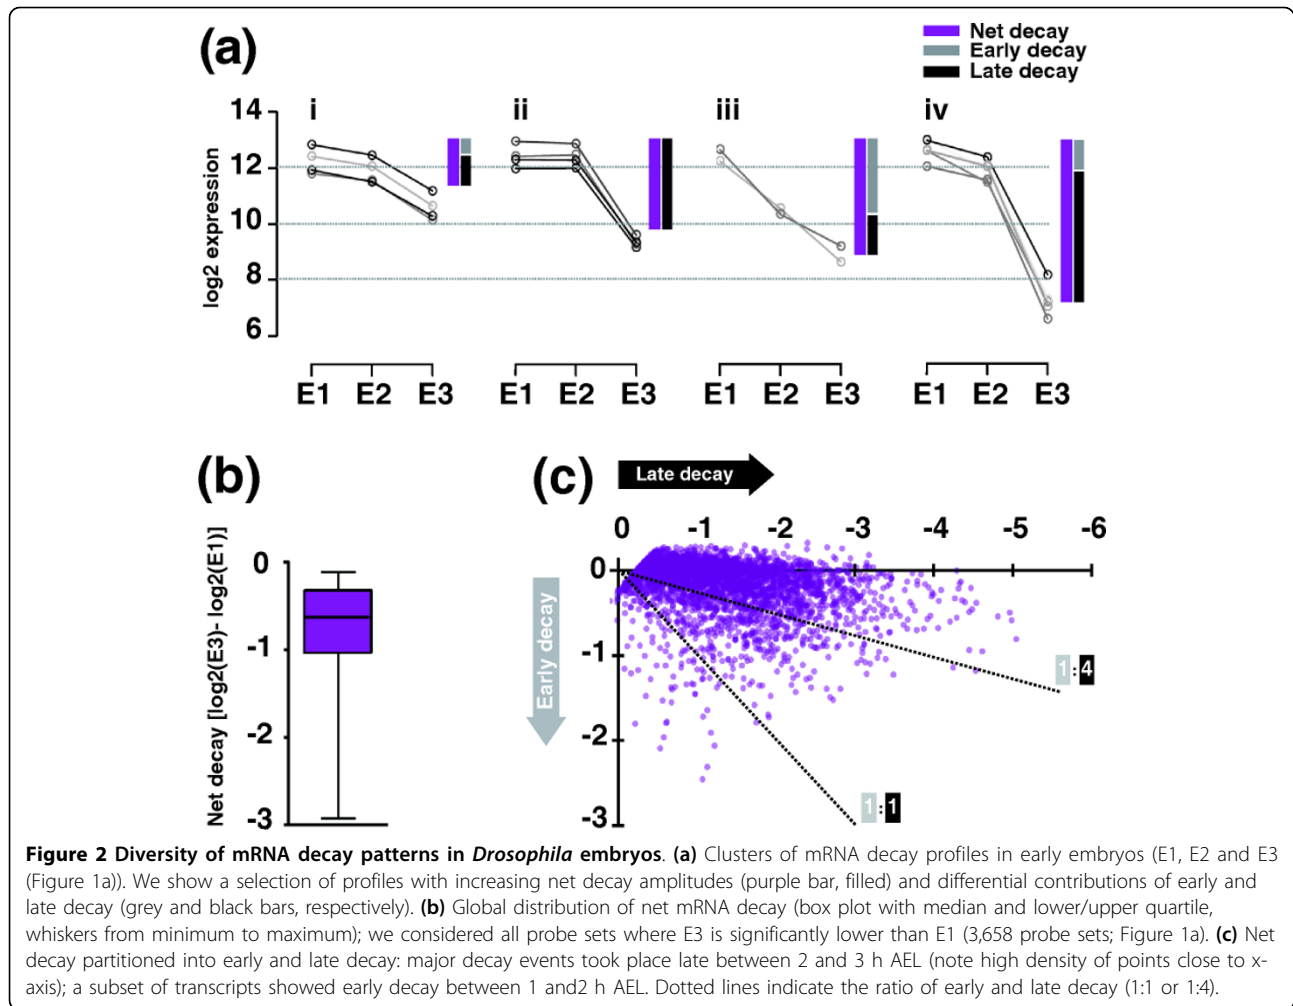 (a)
Net decay
Early decay
Late decay
i
ii
iii
iv
14
12
10
8
6
log2 expression
E1 E2 E3 E1 E2 E3 E1 E2 E3 E1 E2 E3
(b)
Net decay [log2(E3)- log2(E1)]
0
-1
-2
-3
(c)
Late decay
0 -1 -2 -3 -4 -5 -6
Early decay
0
-1
-2
-3
1:4
1:1
Figure 2 Diversity of mRNA decay patterns in Drosophila embryos. (a) Clusters of mRNA decay profiles in early embryos (E1, E2 and E3
(Figure 1a)). We show a selection of profiles with increasing net decay amplitudes (purple bar, filled) and differential contributions of early and
late decay (grey and black bars, respectively). (b) Global distribution of net mRNA decay (box plot with median and lower/upper quartile,
whiskers from minimum to maximum); we considered all probe sets where E3 is significantly lower than E1 (3,658 probe sets; Figure 1a). (c) Net
decay partitioned into early and late decay: major decay events took place late between 2 and 3 h AEL (note high density of points close to x-
axis); a subset of transcripts showed early decay between 1 and2 h AEL. Dotted lines indicate the ratio of early and late decay (1:1 or 1:4).